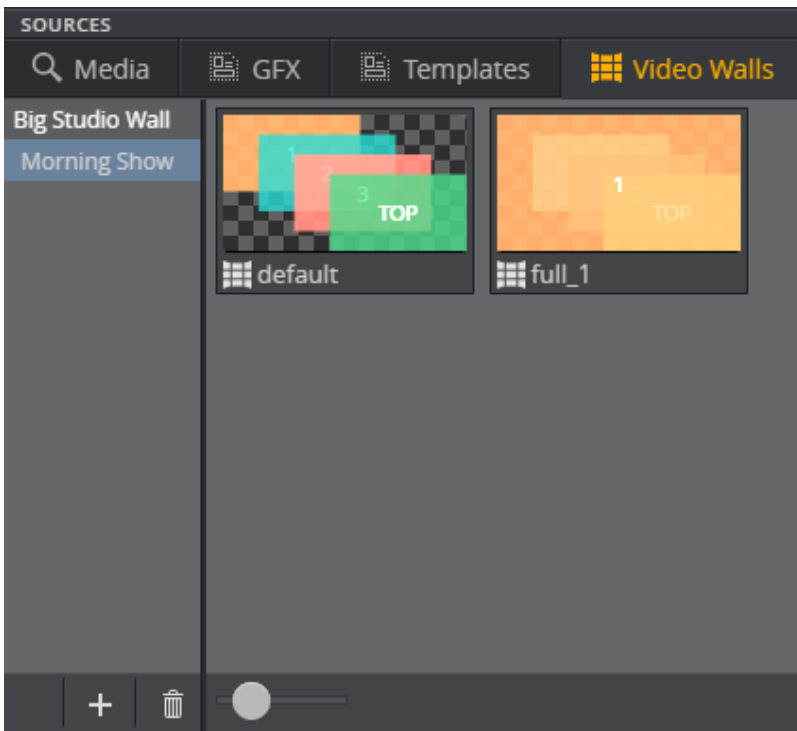 SOURCES
Media
GFX
Templates
Video Walls
Big Studio Wall
Morning Show
1
2
3
TOP
default
1
3
TOP
full_1